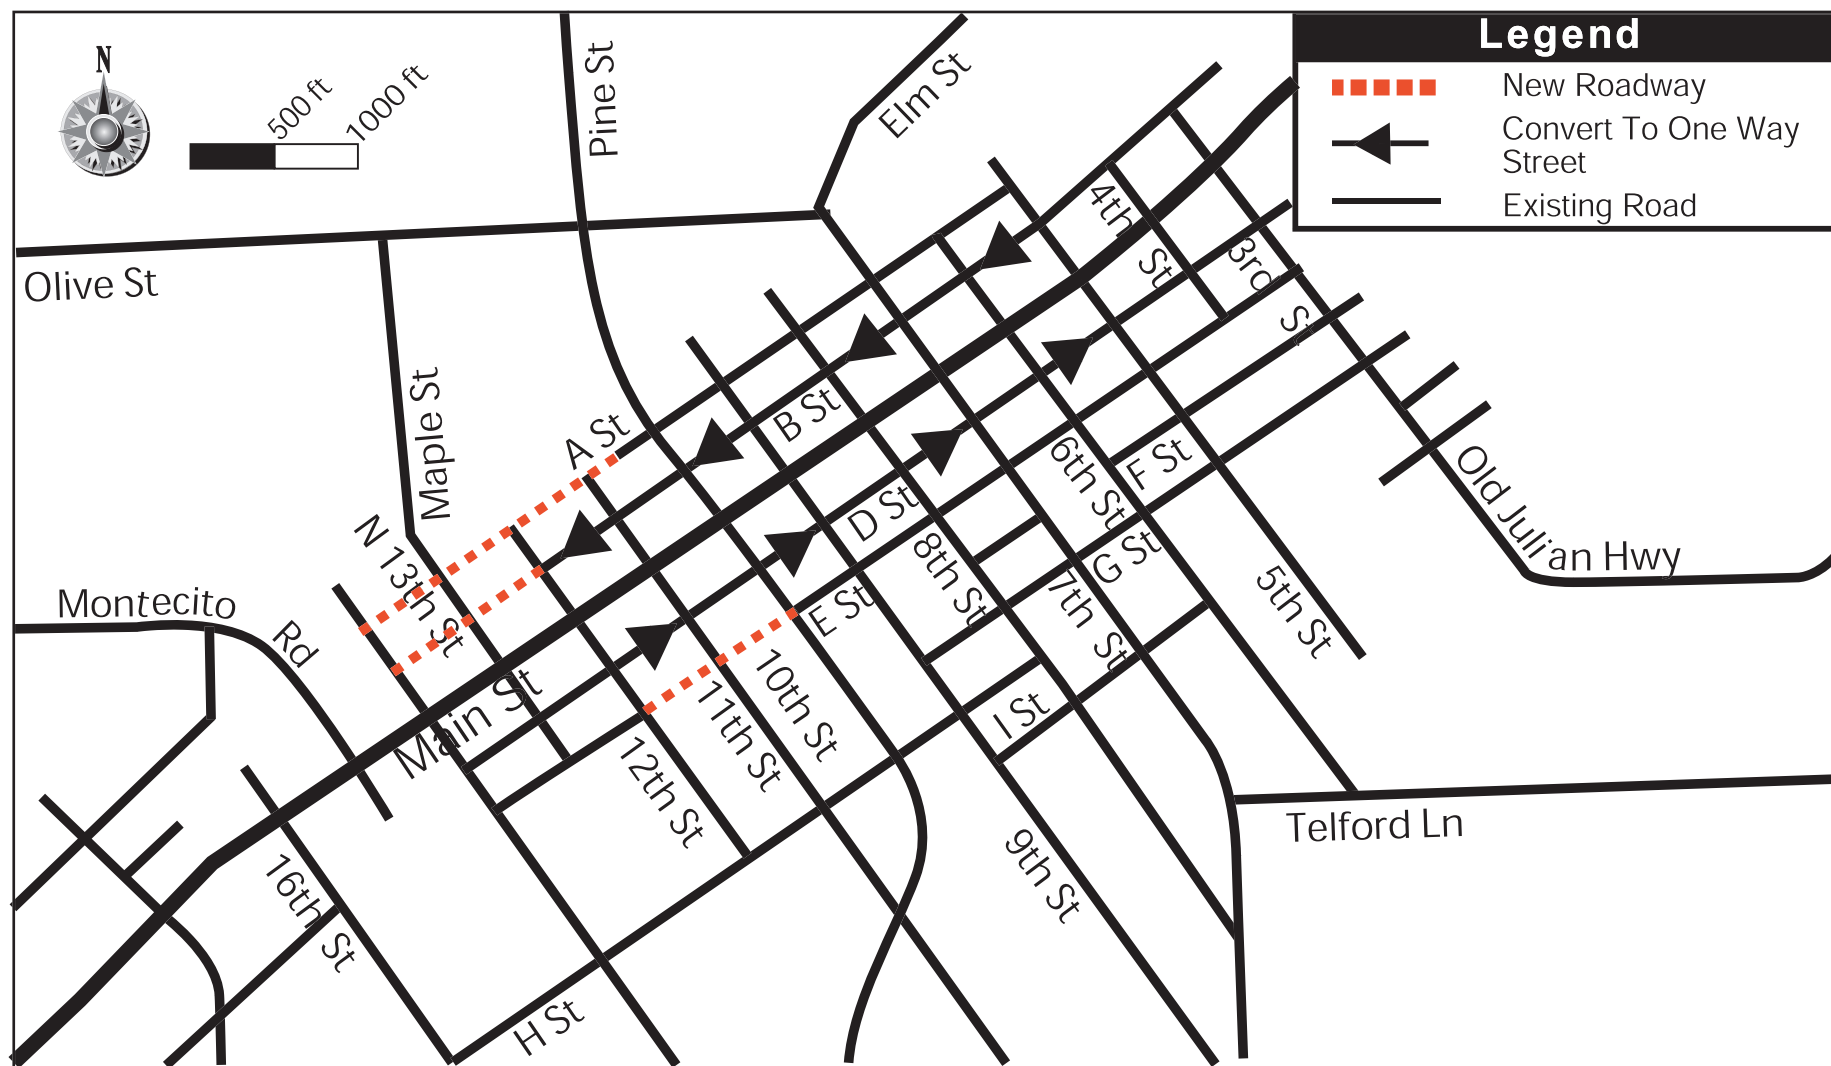 N
500 ft
1000 ft
Legend
New Roadway
Convert To One Way
Street
Existing Road
Pine St
Elm St
Olive St
4th St
3rd St
Maple St
A St
B St
N 13th St
Montecito Rd
Main St
D St
E St
F St
G St
6th St
8th St
7th St
5th St
Old Julian Hwy
I St
10th St
11th St
12th St
9th St
16th St
H St
Telford Ln